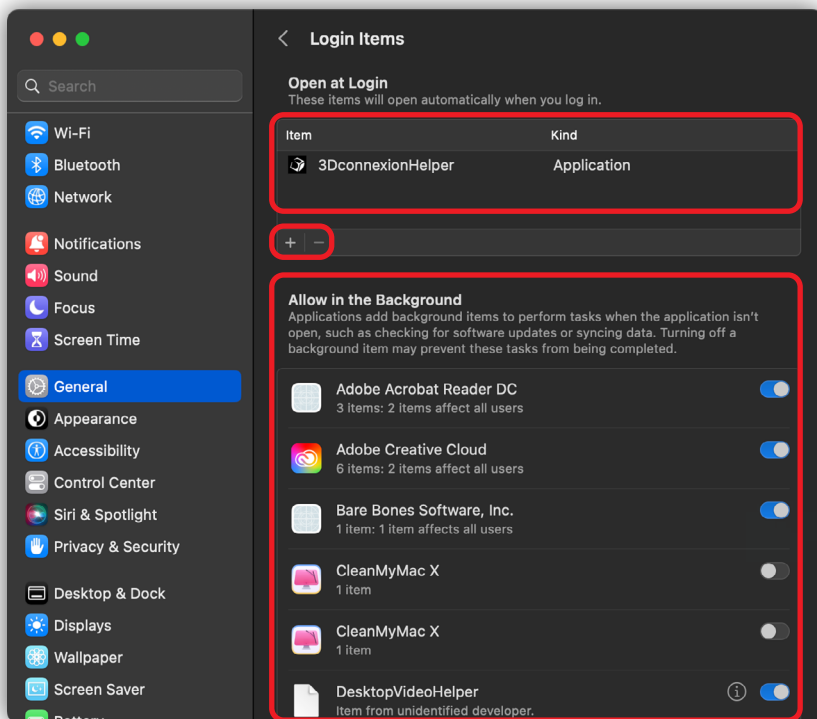 Login Items
Search
Open at Login
These items will open automatically when you log in.
Item Kind
3DconnexionHelper Application
Wi-Fi
Bluetooth
Network
Notifications
Sound
Focus
Screen Time
General
Appearance
Accessibility
Control Center
Siri & Spotlight
Privacy & Security
Desktop & Dock
Displays
Wallpaper
Screen Saver
Battery
Allow in the Background
Applications add background items to perform tasks when the application isn't
open, such as checking for software updates or syncing data. Turning off a
background item may prevent these tasks from being completed.
Adobe Acrobat Reader DC
3 items: 2 items affect all users
Adobe Creative Cloud
6 items: 2 items affect all users
Bare Bones Software, Inc.
1 item: 1 item affects all users
CleanMyMac X
1 item
CleanMyMac X
1 item
DesktopVideoHelper
Item from unidentified developer.